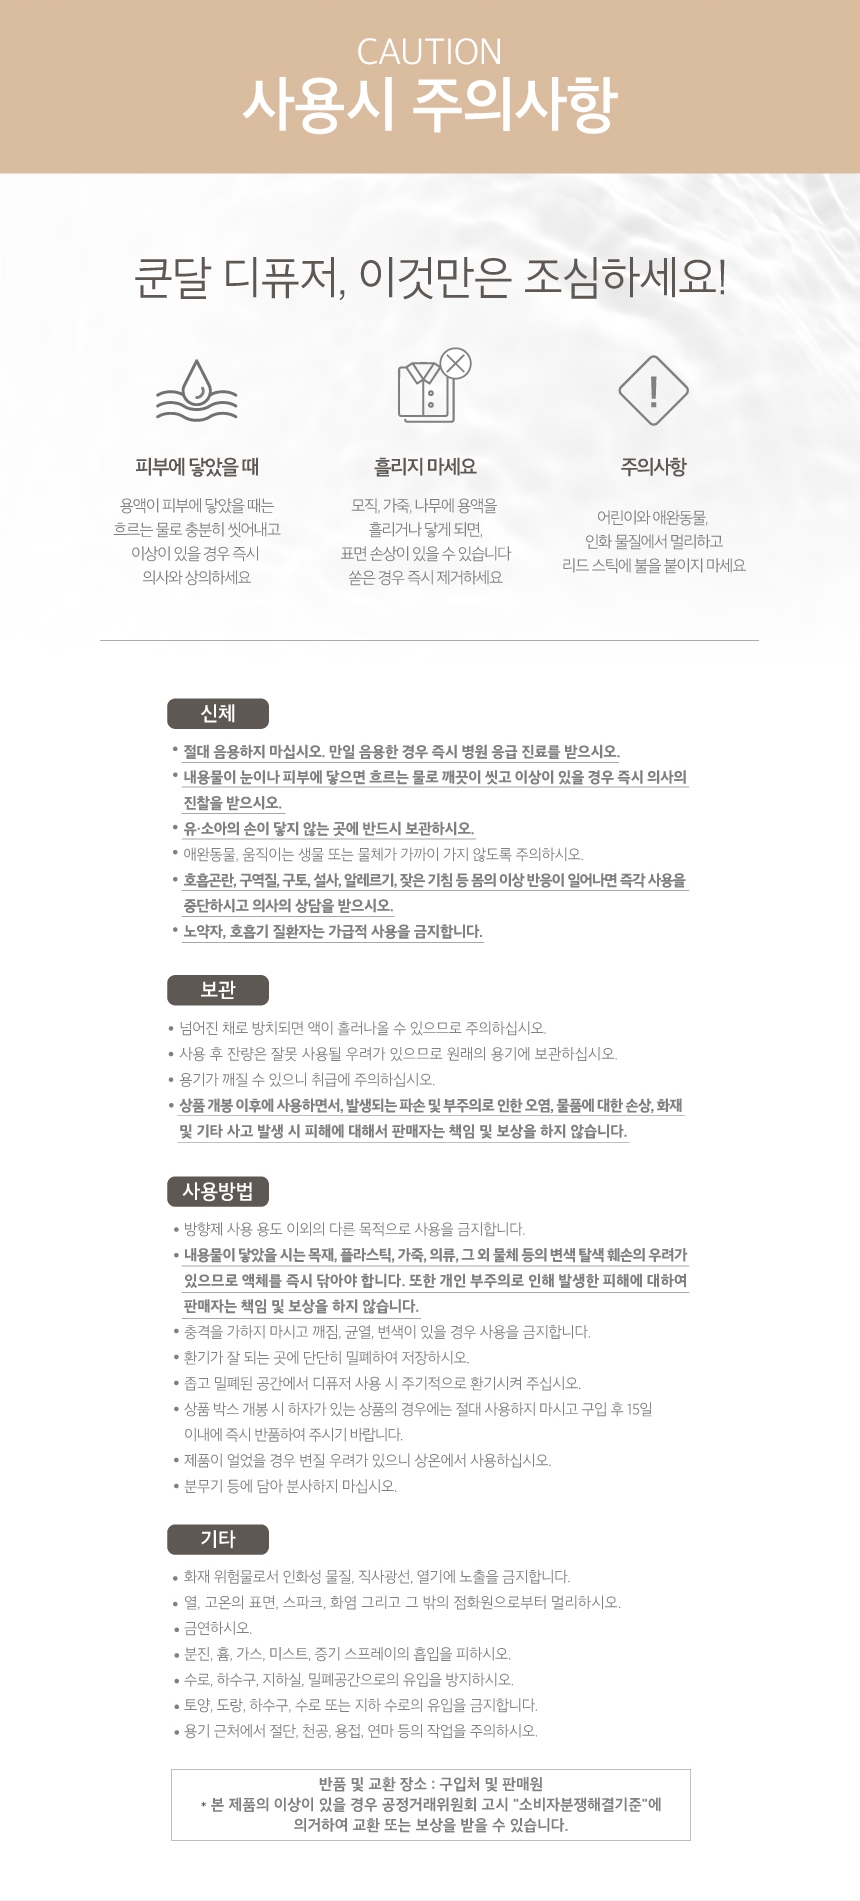 CAUTION
사용시 주의사항
쿤달 디퓨저, 이것만은 조심하세요!
피부에 닿았을 때
용액이 피부에 닿았을 때는
흐르는 물로 충분히 씻어내고
이상이 있을 경우 즉시
의사와 상의하세요
흘리지 마세요
모직, 가죽, 나무에 용액을
흘리거나 닿게 되면,
표면 손상이 있을 수 있습니다
쏟은 경우 즉시 제거하세요
주의사항
어린이와 애완동물,
인화 물질에서 멀리하고
리드 스틱에 불을 붙이지 마세요
신체
• 절대 음용하지 마십시오. 만일 음용한 경우 즉시 병원 응급 진료를 받으시오.
• 내용물이 눈이나 피부에 닿으면 흐르는 물로 깨끗이 씻고 이상이 있을 경우 즉시 의사의
진찰을 받으시오.
• 유·소아의 손이 닿지 않는 곳에 반드시 보관하시오.
• 애완동물, 움직이는 생물 또는 물체가 가까이 가지 않도록 주의하시오.
• 호흡곤란, 구역질, 구토, 설사, 알레르기, 잦은 기침 등 몸의 이상 반응이 일어나면 즉각 사용을
중단하시고 의사의 상담을 받으시오.
• 노약자, 호흡기 질환자는 가급적 사용을 금지합니다.
보관
• 넘어진 채로 방치되면 액이 흘러나올 수 있으므로 주의하십시오.
• 사용 후 잔량은 잘못 사용될 우려가 있으므로 원래의 용기에 보관하십시오.
• 용기가 깨질 수 있으니 취급에 주의하십시오.
• 상품 개봉 이후에 사용하면서, 발생되는 파손 및 부주의로 인한 오염, 물품에 대한 손상, 화재
및 기타 사고 발생 시 피해에 대해서 판매자는 책임 및 보상을 하지 않습니다.
사용방법
• 방향제 사용 용도 이외의 다른 목적으로 사용을 금지합니다.
• 내용물이 닿았을 시는 목재, 플라스틱, 가죽, 의류, 그 외 물체 등의 변색 탈색 훼손의 우려가
있으므로 액체를 즉시 닦아야 합니다. 또한 개인 부주의로 인해 발생한 피해에 대하여
판매자는 책임 및 보상을 하지 않습니다.
• 충격을 가하지 마시고 깨짐, 균열, 변색이 있을 경우 사용을 금지합니다.
• 환기가 잘 되는 곳에 단단히 밀폐하여 저장하시오.
• 좁고 밀폐된 공간에서 디퓨저 사용 시 주기적으로 환기시켜 주십시오.
• 상품 박스 개봉 시 하자가 있는 상품의 경우에는 절대 사용하지 마시고 구입 후 15일
이내에 즉시 반품하여 주시기 바랍니다.
• 제품이 얼었을 경우 변질 우려가 있으니 상온에서 사용하십시오.
• 분무기 등에 담아 분사하지 마십시오.
기타
• 화재 위험물로서 인화성 물질, 직사광선, 열기에 노출을 금지합니다.
• 열, 고온의 표면, 스파크, 화염 그리고 그 밖의 점화원으로부터 멀리하시오.
• 금연하시오.
• 분진, 흄, 가스, 미스트, 증기 스프레이의 흡입을 피하시오.
• 수로, 하수구, 지하실, 밀폐공간으로의 유입을 방지하시오.
• 토양, 도랑, 하수구, 수로 또는 지하 수로의 유입을 금지합니다.
• 용기 근처에서 절단, 천공, 용접, 연마 등의 작업을 주의하시오.
반품 및 교환 장소 : 구입처 및 판매원
* 본 제품의 이상이 있을 경우 공정거래위원회 고시 "소비자분쟁해결기준"에
의거하여 교환 또는 보상을 받을 수 있습니다.